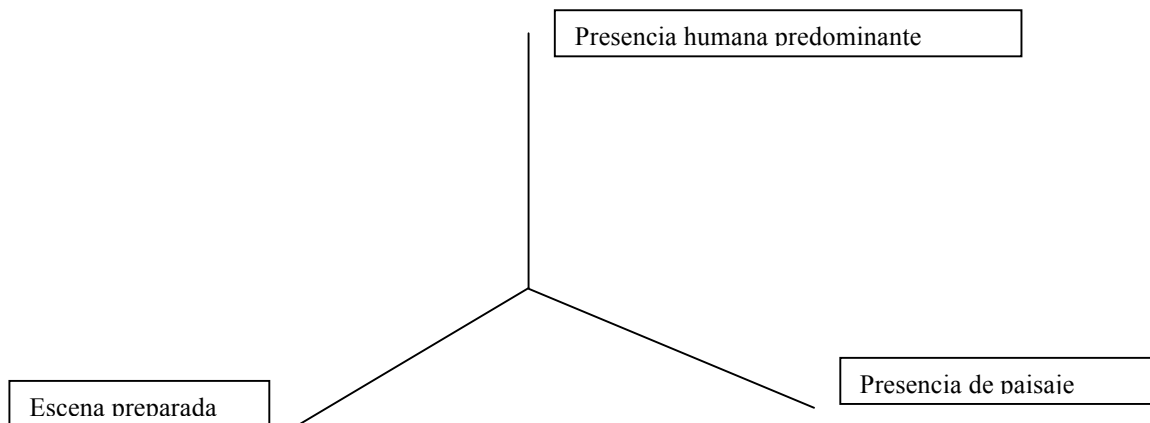 Presencia humana predominante
Presencia de paisaje
Escena preparada